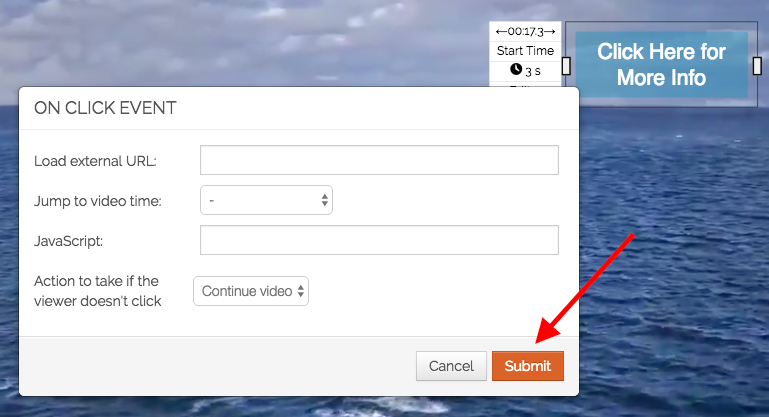 ←00:17.3→
Start Time
3 s
Click Here for
More Info
ON CLICK EVENT
Load external URL:
Jump to video time:
-
JavaScript:
Action to take if the
viewer doesn't click
Continue video
Cancel
Submit